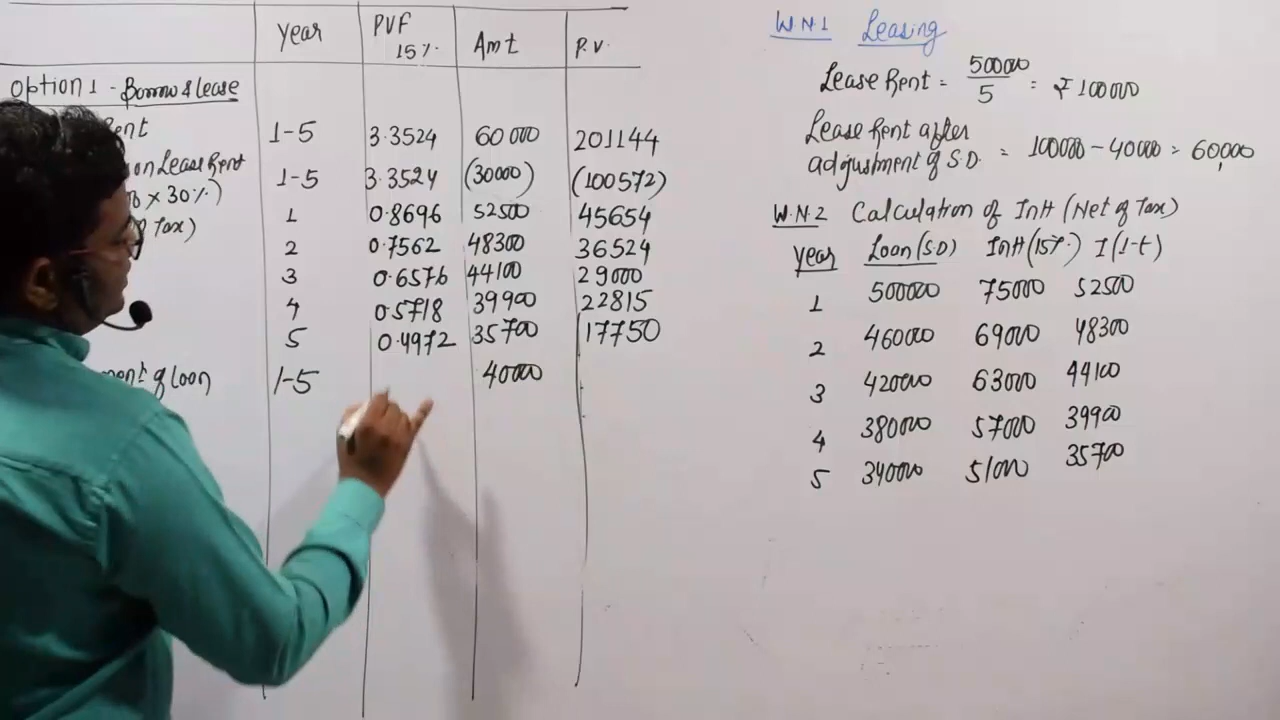 Year PVF 15%. Amt P.V.
Option 1 - Borrow & Lease
Rent 1-5 3.3524 60000 201144
on Lease Rent
x 30%) 1-5 3.3524 (30000) (100572)
Tax) 1 0.8696 52500 45654
2 0.7562 48300 36524
3 0.6576 44100 29000
4 0.5718 39900 22815
5 0.4972 35700 17750
of Loan 1-5 40000
W.N.1 Leasing
Lease Rent = 500000/5 = ₹100000
Lease Rent after
adjustment of S.D. = 100000 - 40000 = 60,000
W.N.2 Calculation of Intt (Net of Tax)
Year Loan (S.D) Intt (15%.) I (1-t)
1 500000 75000 52500
2 460000 69000 48300
3 420000 63000 44100
4 380000 57000 39900
5 340000 51000 35700